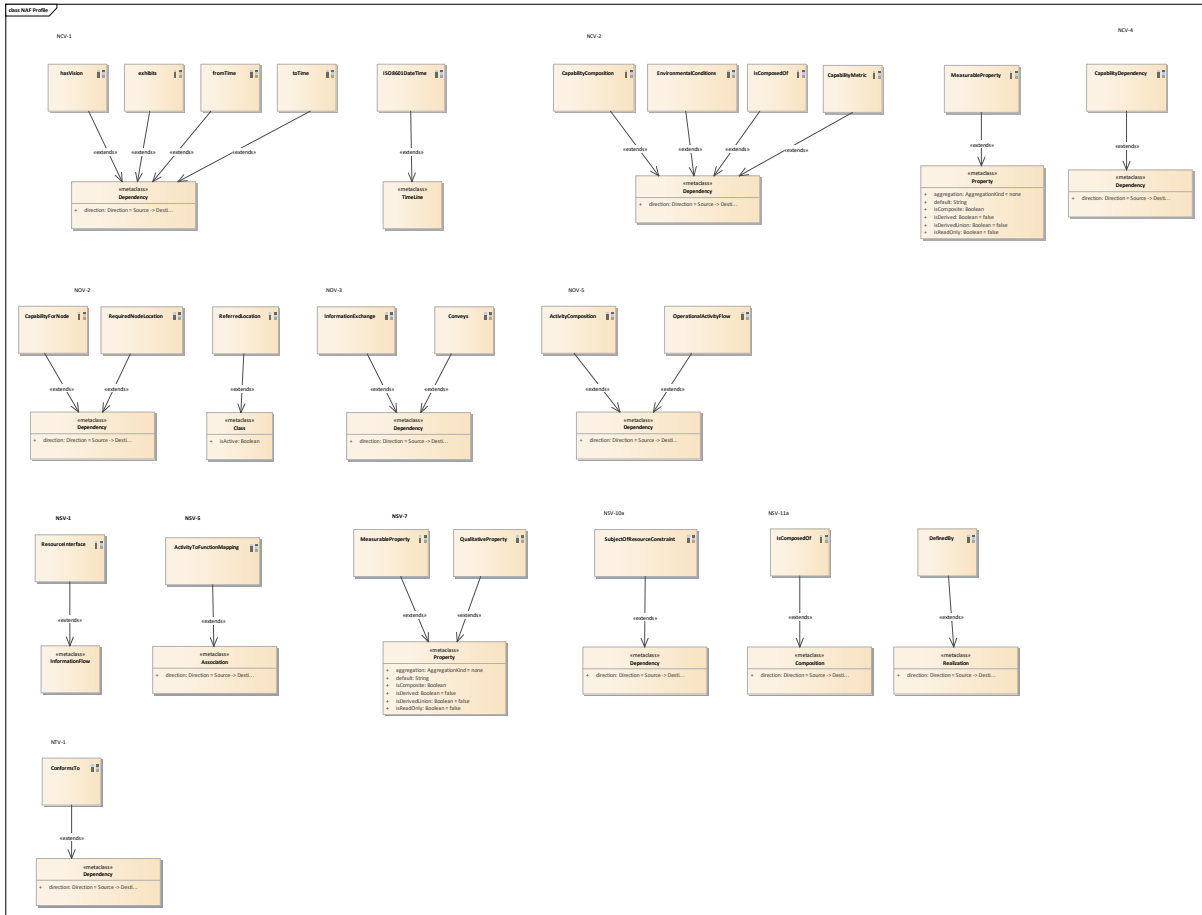 class NAF Profile
NCV-1
NCV-2
NCV-4
hasVision
exhibits
fromTime
toTime
ISO8601DateTime
CapabilityComposition
EnvironmentalConditions
IsComposedOf
CapabilityMetric
MeasurableProperty
CapabilityDependency
«extends»
«extends»
«extends»
«extends»
«extends»
«extends»
«extends»
«extends»
«extends»
«extends»
«extends»
«metaclass»
Dependency
+ direction: Direction = Source -> Desti...
«metaclass»
TimeLine
«metaclass»
Dependency
+ direction: Direction = Source -> Desti...
«metaclass»
Property
+ aggregation: AggregationKind = none
+ default: String
+ isComposite: Boolean
+ isDerived: Boolean = false
+ isDerivedUnion: Boolean = false
+ isReadOnly: Boolean = false
«metaclass»
Dependency
+ direction: Direction = Source -> Desti...
NOV-2
NOV-3
NOV-5
CapabilityForNode
RequiredNodeLocation
ReferredLocation
InformationExchange
Conveys
ActivityComposition
OperationalActivityFlow
«extends»
«extends»
«extends»
«extends»
«extends»
«extends»
«extends»
«metaclass»
Dependency
+ direction: Direction = Source -> Desti...
«metaclass»
Class
+ isActive: Boolean
«metaclass»
Dependency
+ direction: Direction = Source -> Desti...
«metaclass»
Dependency
+ direction: Direction = Source -> Desti...
NSV-1
NSV-5
NSV-7
NSV-10a
NSV-11a
ResourceInterface
ActivityToFunctionMapping
MeasurableProperty
QualitativeProperty
SubjectOfResourceConstraint
IsComposedOf
DefinedBy
«extends»
«extends»
«extends»
«extends»
«extends»
«extends»
«extends»
«metaclass»
InformationFlow
«metaclass»
Association
+ direction: Direction = Source -> Desti...
«metaclass»
Property
+ aggregation: AggregationKind = none
+ default: String
+ isComposite: Boolean
+ isDerived: Boolean = false
+ isDerivedUnion: Boolean = false
+ isReadOnly: Boolean = false
«metaclass»
Dependency
+ direction: Direction = Source -> Desti...
«metaclass»
Composition
+ direction: Direction = Source -> Desti...
«metaclass»
Realization
+ direction: Direction = Source -> Desti...
NTV-1
ConformsTo
«extends»
«metaclass»
Dependency
+ direction: Direction = Source -> Desti...